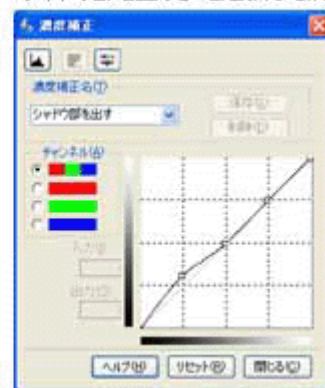 濃度補正
濃度補正名(T)
シャドウ部を出す
保存(S)
削除(D)
チャンネル(A)
入力(I)
出力(O)
ヘルプ(H)
リセット(R)
閉じる(C)